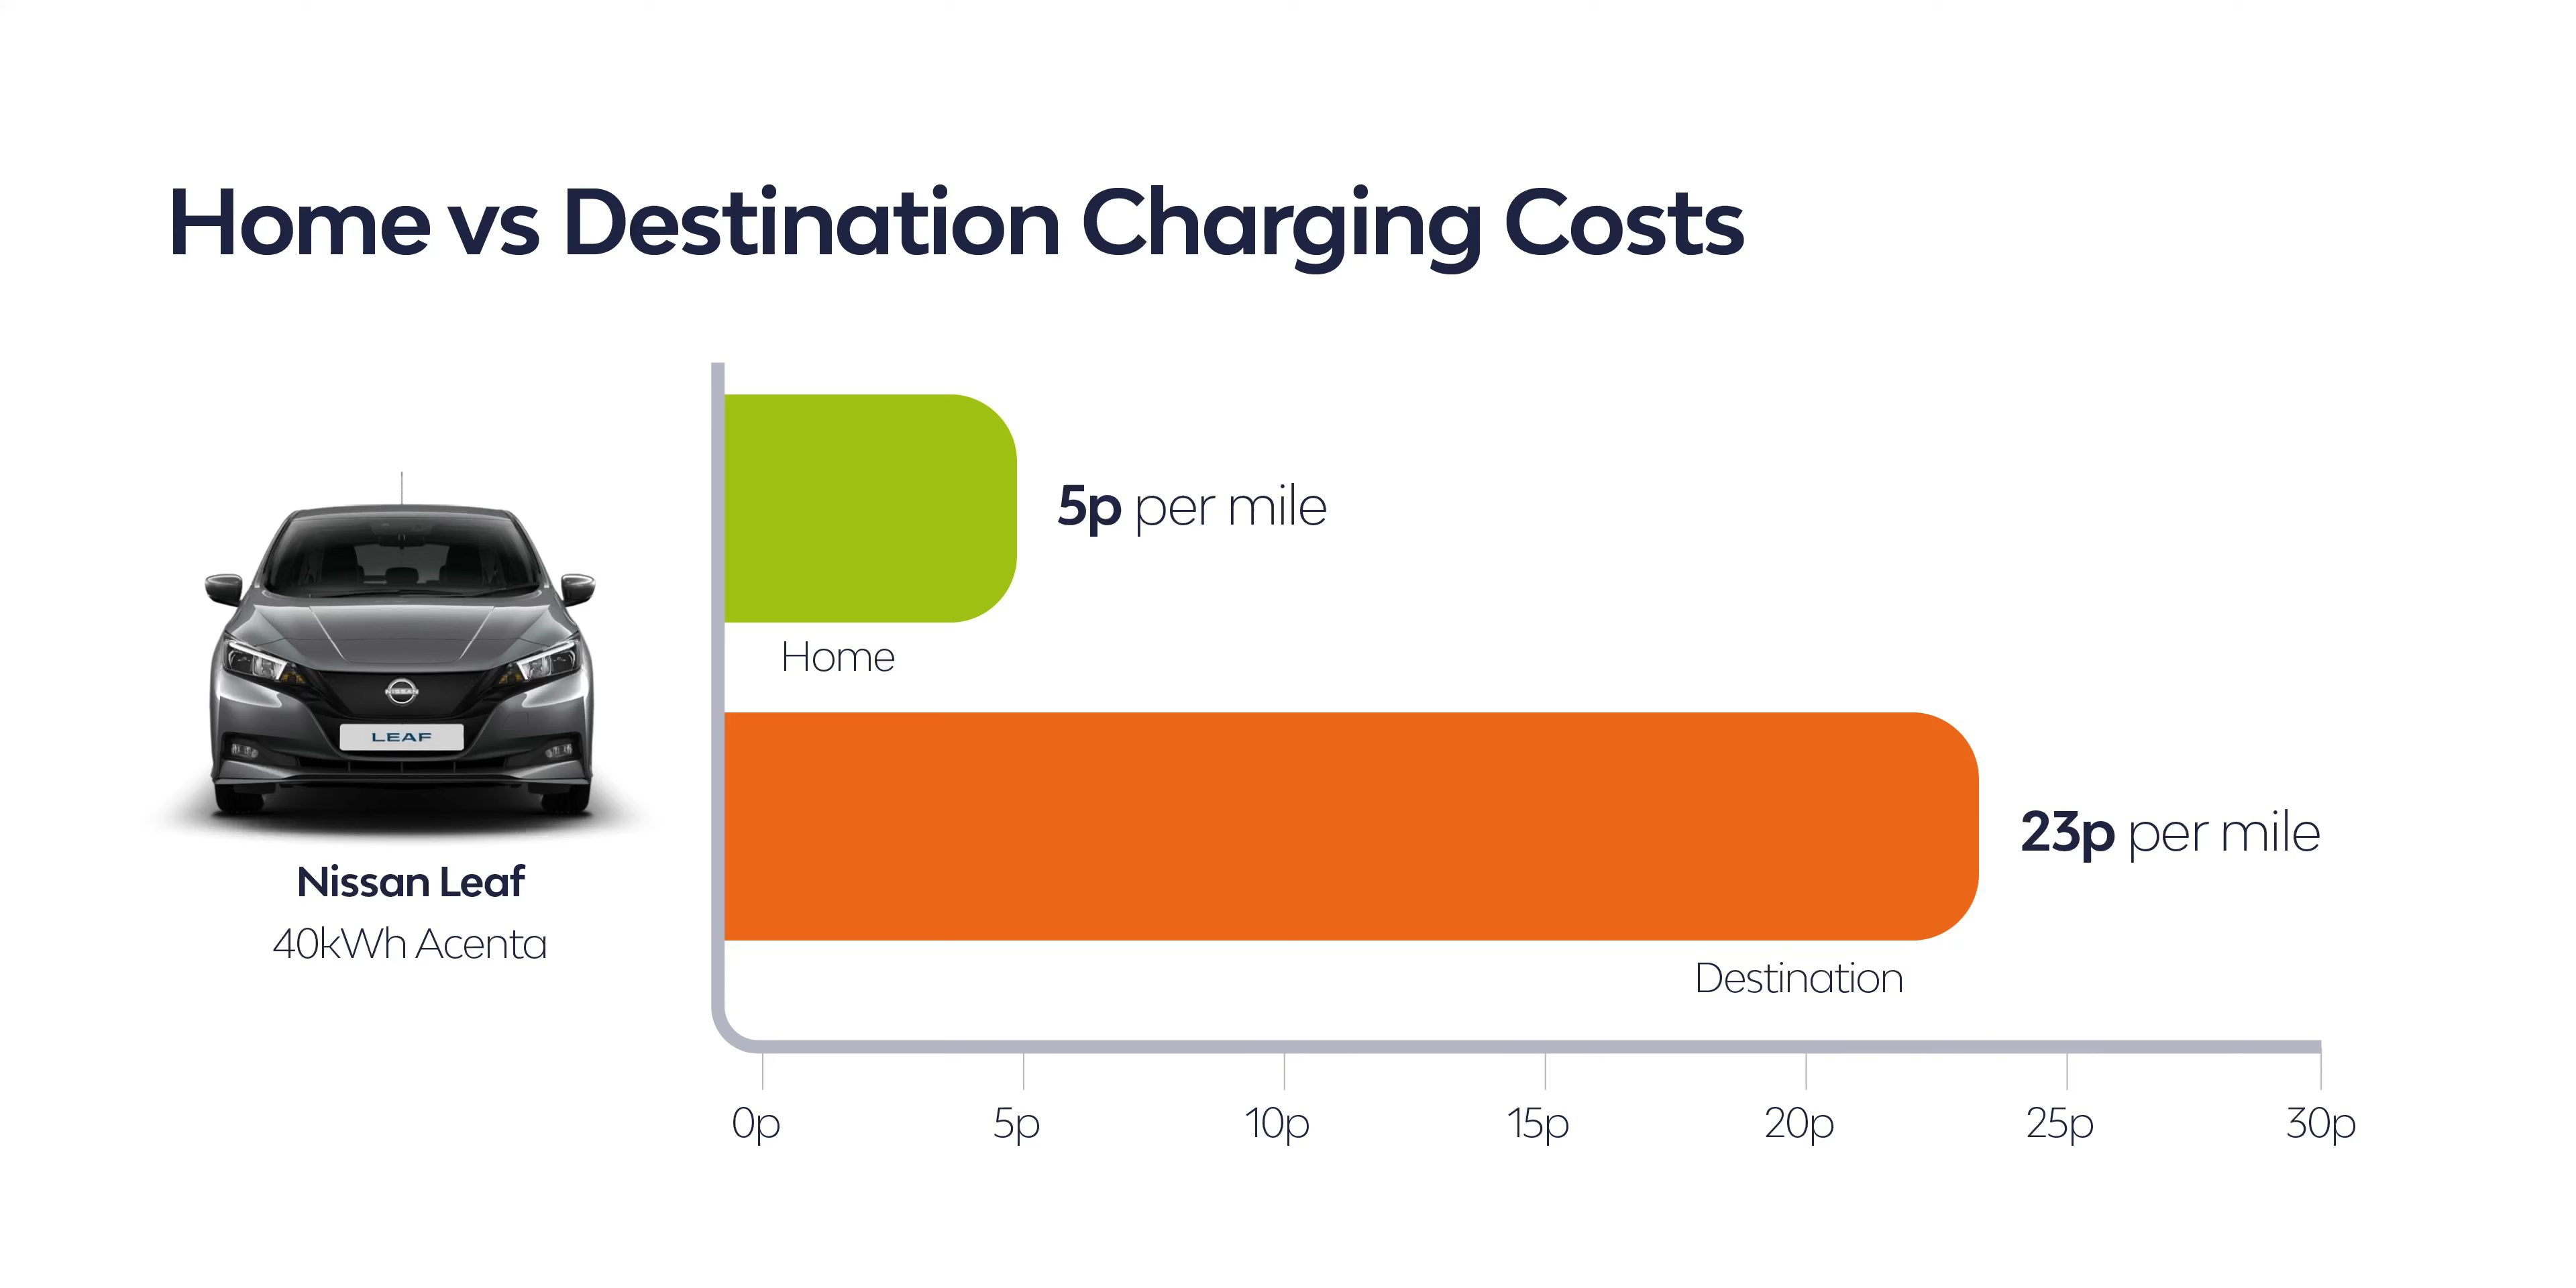 Home vs Destination Charging Costs
5p per mile
Home
NISSAN
LEAF
23p per mile
Nissan Leaf
40kWh Acenta
Destination
0p 5p 10p 15p 20p 25p 30p